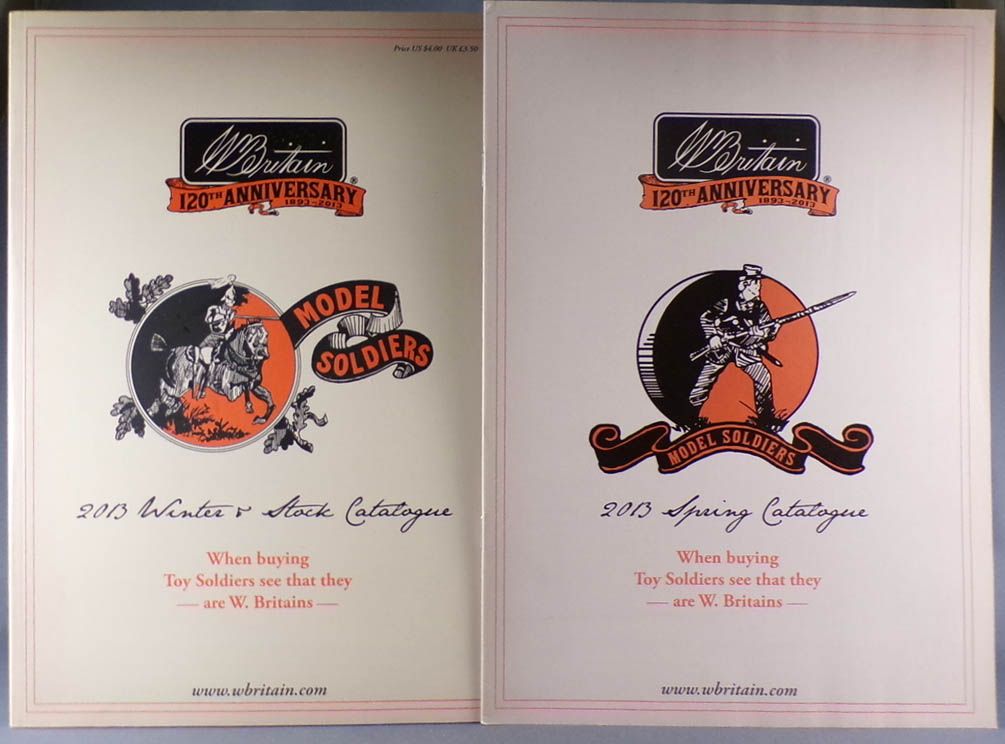 Price US $4.00 UK £3.50
W Britain
®
120TH ANNIVERSARY
1893-2013
MODEL
SOLDIERS
2013 Winter & Stock Catalogue
When buying
Toy Soldiers see that they
— are W. Britains —
www.wbritain.com
W Britain
®
120TH ANNIVERSARY
1893-2013
MODEL SOLDIERS
2013 Spring Catalogue
When buying
Toy Soldiers see that they
— are W. Britains —
www.wbritain.com